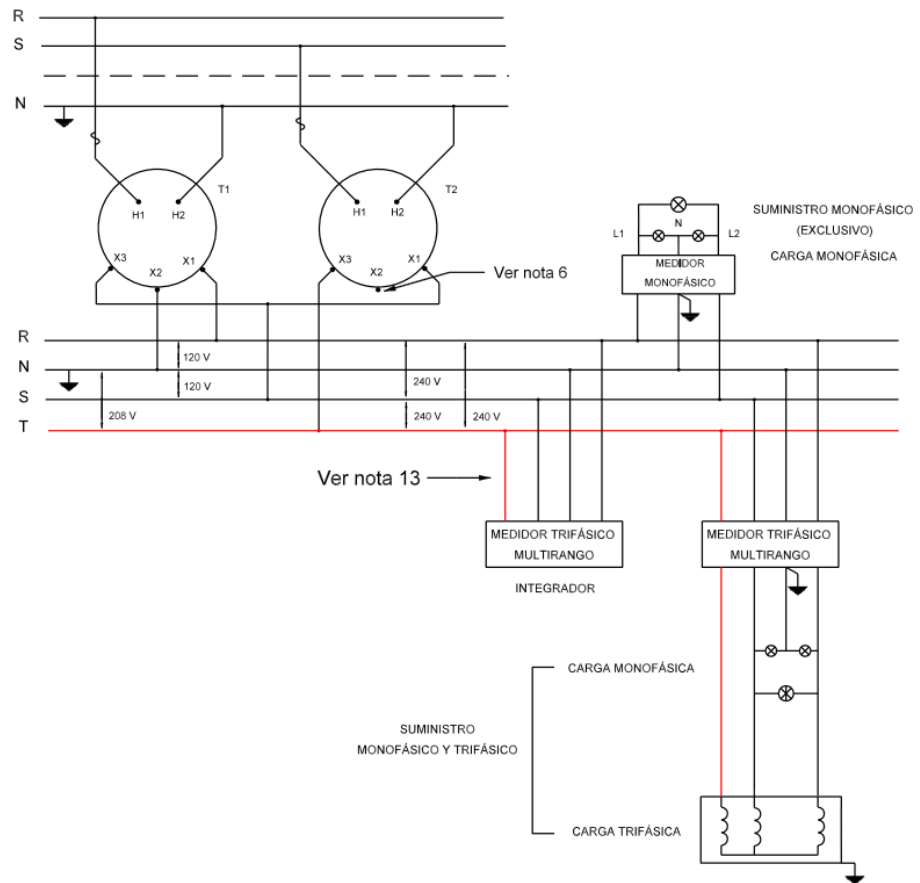 R
S
N
T1
T2
H1
H2
H1
H2
X3
X2
X1
X3
X2
X1
Ver nota 6
SUMINISTRO MONOFÁSICO
(EXCLUSIVO)
CARGA MONOFÁSICA
L1
N
L2
MEDIDOR
MONOFÁSICO
R
N
S
T
120 V
120 V
208 V
240 V
240 V
240 V
Ver nota 13
MEDIDOR TRIFÁSICO
MULTIRANGO
INTEGRADOR
MEDIDOR TRIFÁSICO
MULTIRANGO
CARGA MONOFÁSICA
SUMINISTRO
MONOFÁSICO Y TRIFÁSICO
CARGA TRIFÁSICA